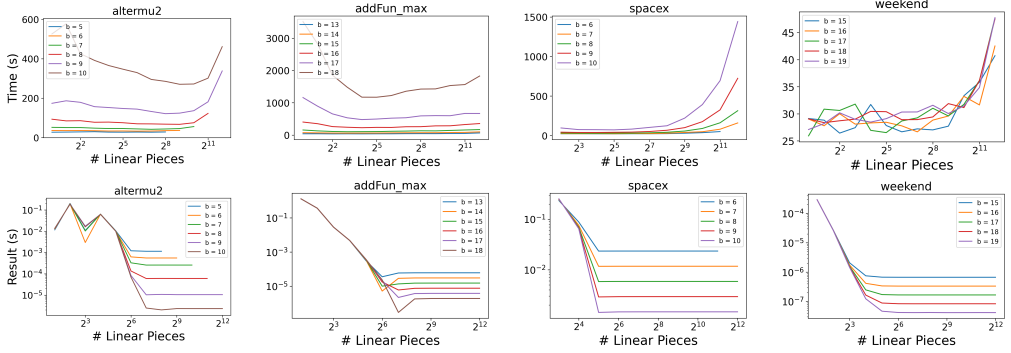 altermu2
Time (s)
600
400
200
0
b = 5
b = 6
b = 7
b = 8
b = 9
b = 10
2^2 2^5 2^8 2^11
# Linear Pieces
addFun_max
3000
2000
1000
0
b = 13
b = 14
b = 15
b = 16
b = 17
b = 18
2^2 2^5 2^8 2^11
# Linear Pieces
spacex
1500
1000
500
0
b = 6
b = 7
b = 8
b = 9
b = 10
2^3 2^5 2^7 2^9 2^11
# Linear Pieces
weekend
45
40
35
30
25
b = 15
b = 16
b = 17
b = 18
b = 19
2^2 2^5 2^8 2^11
# Linear Pieces
altermu2
Result (s)
10^-1
10^-2
10^-3
10^-4
10^-5
b = 5
b = 6
b = 7
b = 8
b = 9
b = 10
2^3 2^6 2^9 2^12
# Linear Pieces
addFun_max
10^-1
10^-3
10^-5
b = 13
b = 14
b = 15
b = 16
b = 17
b = 18
2^3 2^6 2^9 2^12
# Linear Pieces
spacex
10^-1
10^-2
b = 6
b = 7
b = 8
b = 9
b = 10
2^4 2^6 2^8 2^10 2^12
# Linear Pieces
weekend
10^-4
10^-5
10^-6
10^-7
b = 15
b = 16
b = 17
b = 18
b = 19
2^3 2^6 2^9 2^12
# Linear Pieces